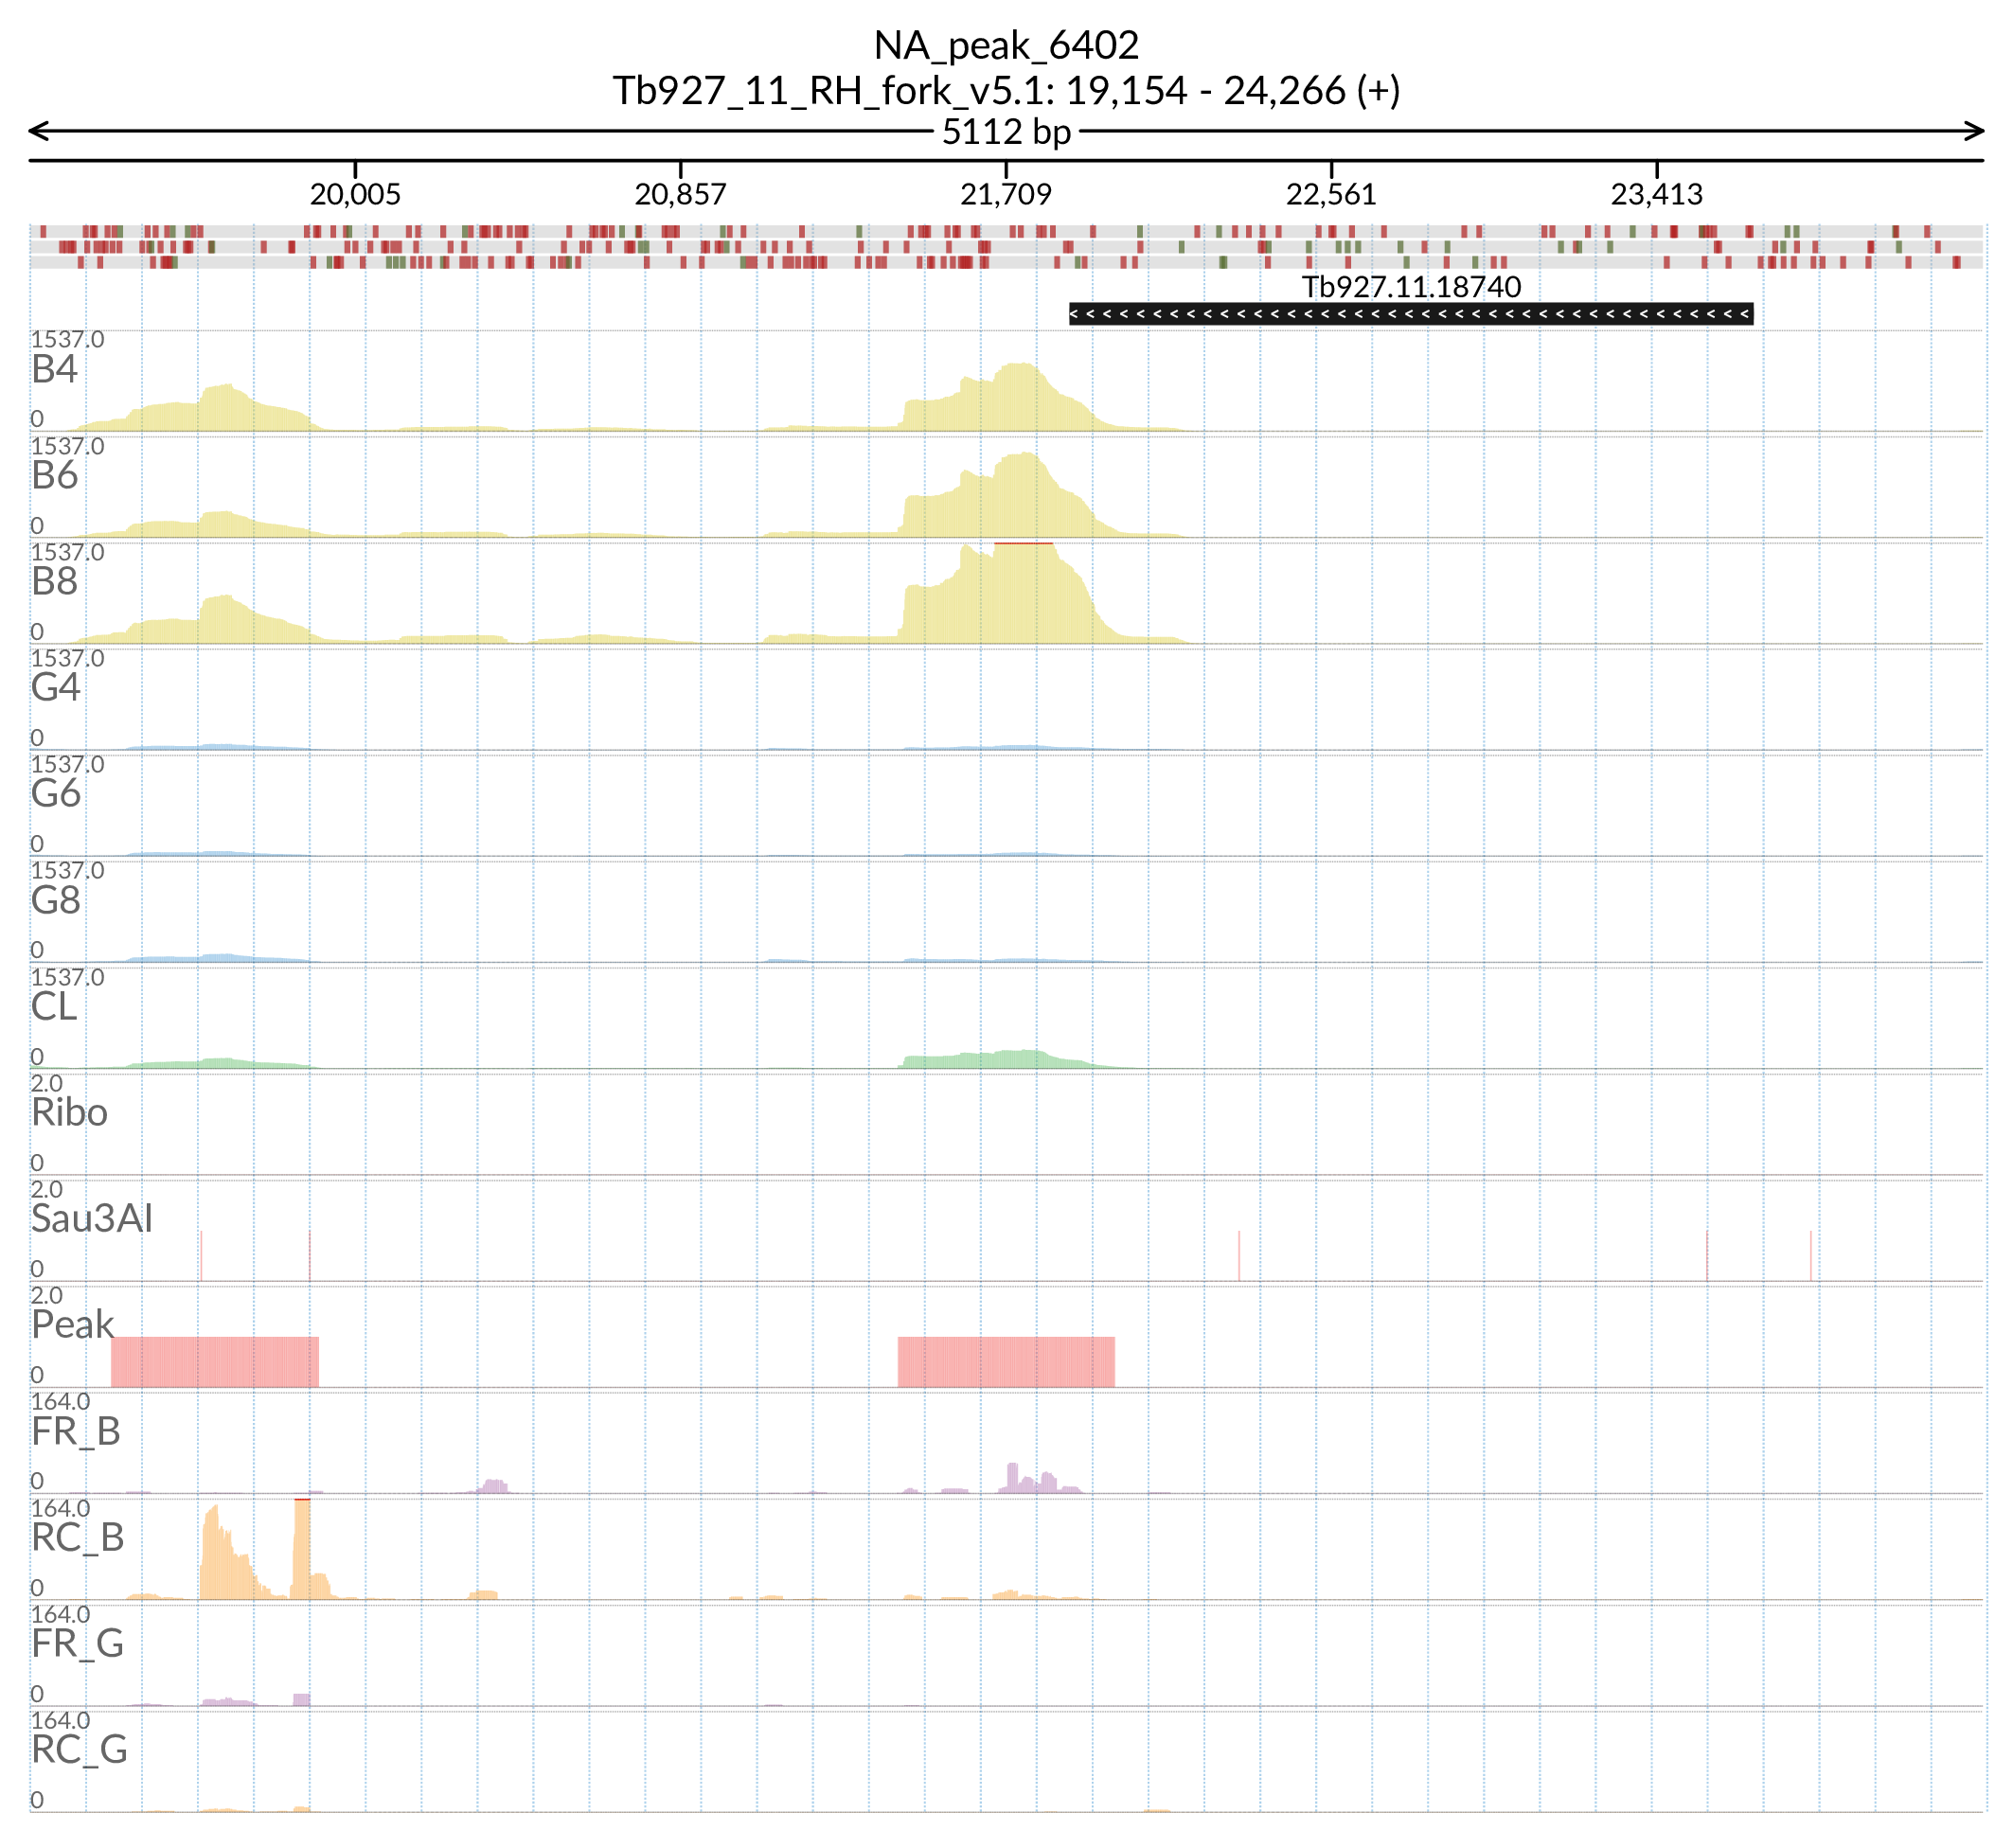 NA_peak_6402
Tb927_11_RH_fork_v5.1: 19,154 - 24,266 (+)
5112 bp
20,005 20,857 21,709 22,561 23,413
Tb927.11.18740
< < < < < < < < < < < < < < < < < < < < < < < < < < < < < < < < < < < < < < < < <
1537.0
B4
0
1537.0
B6
0
1537.0
B8
0
1537.0
G4
0
1537.0
G6
0
1537.0
G8
0
1537.0
CL
0
2.0
Ribo
0
2.0
Sau3AI
0
2.0
Peak
0
164.0
FR_B
0
164.0
RC_B
0
164.0
FR_G
0
164.0
RC_G
0